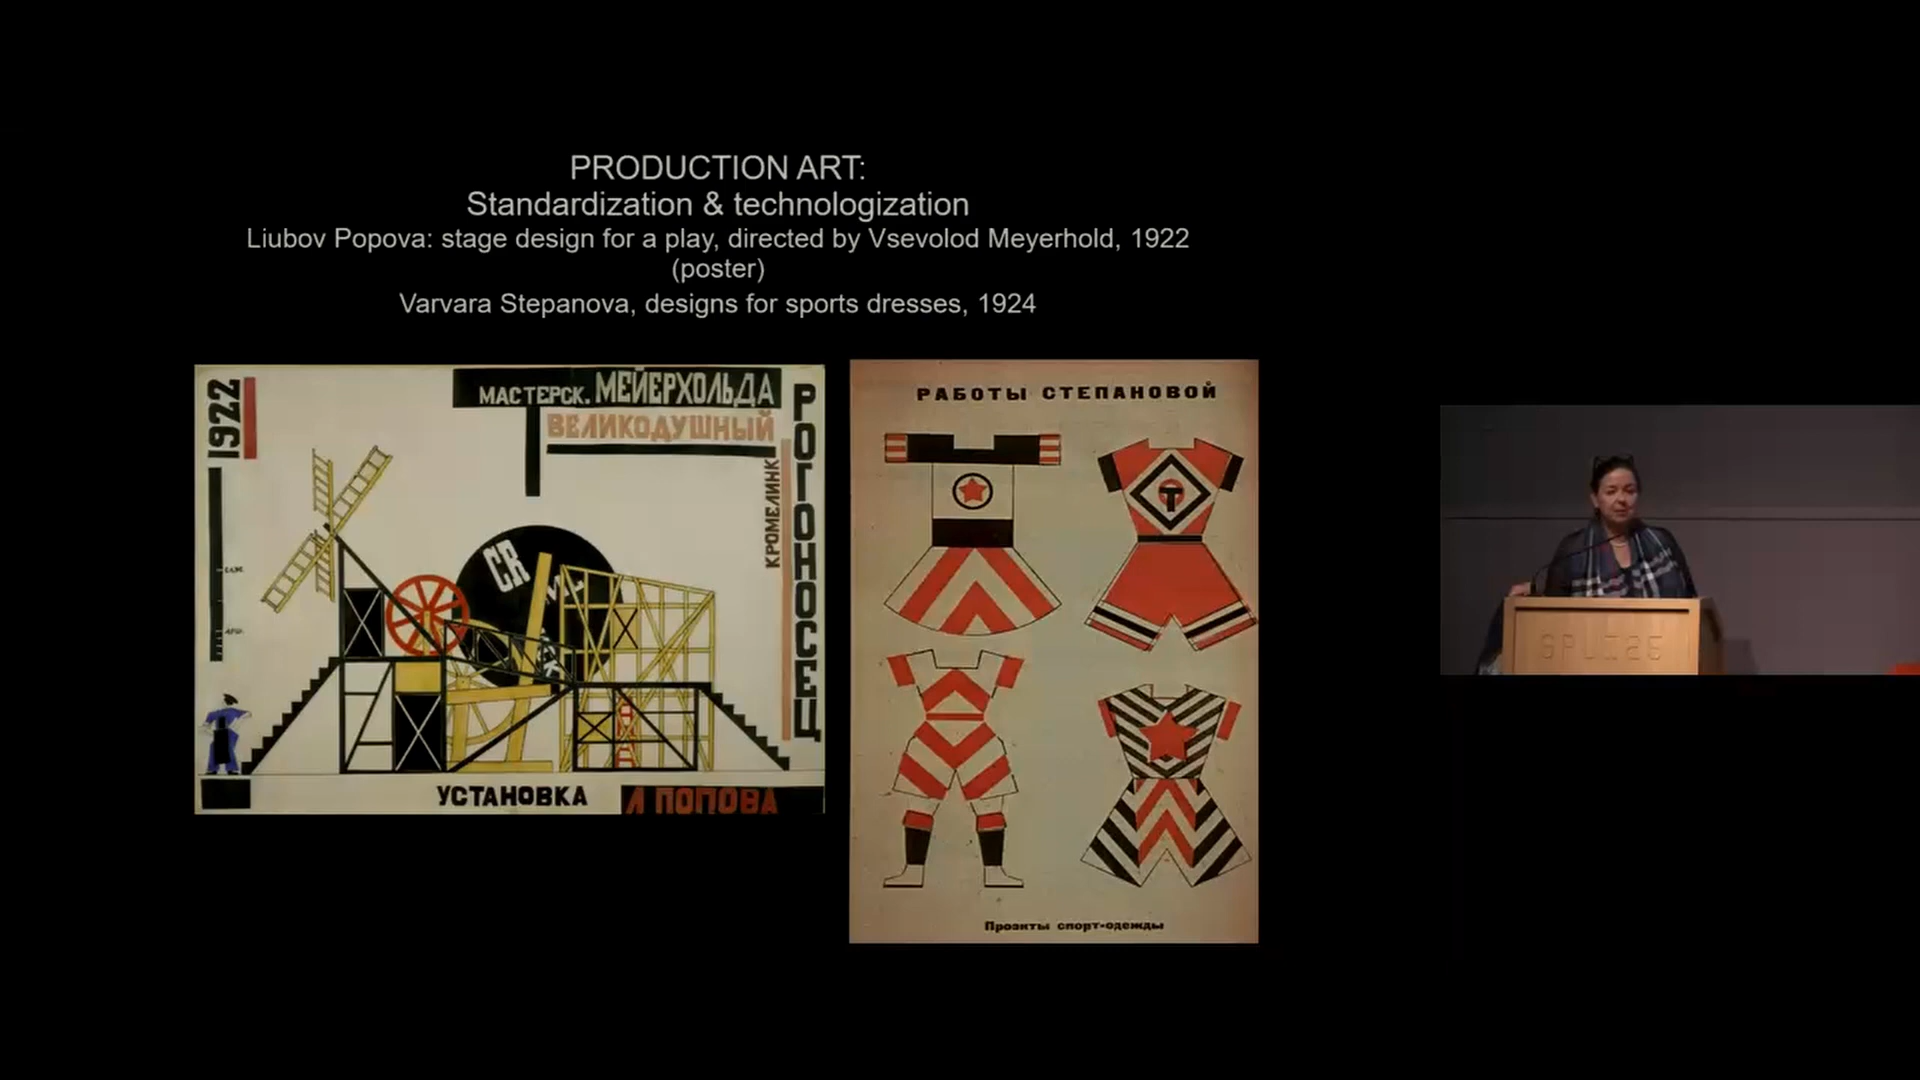 PRODUCTION ART:
Standardization & technologization
Liubov Popova: stage design for a play, directed by Vsevolod Meyerhold, 1922
(poster)
Varvara Stepanova, designs for sports dresses, 1924
1922
МАСТЕРСК. МЕЙЕРХОЛЬДА
ВЕЛИКОДУШНЫЙ
РОГОНОСЕЦ
КРОМЕЛИНК
CR
УСТАНОВКА
Л ПОПОВА
РАБОТЫ СТЕПАНОВОЙ
Т
Проэкты спорт-одежды